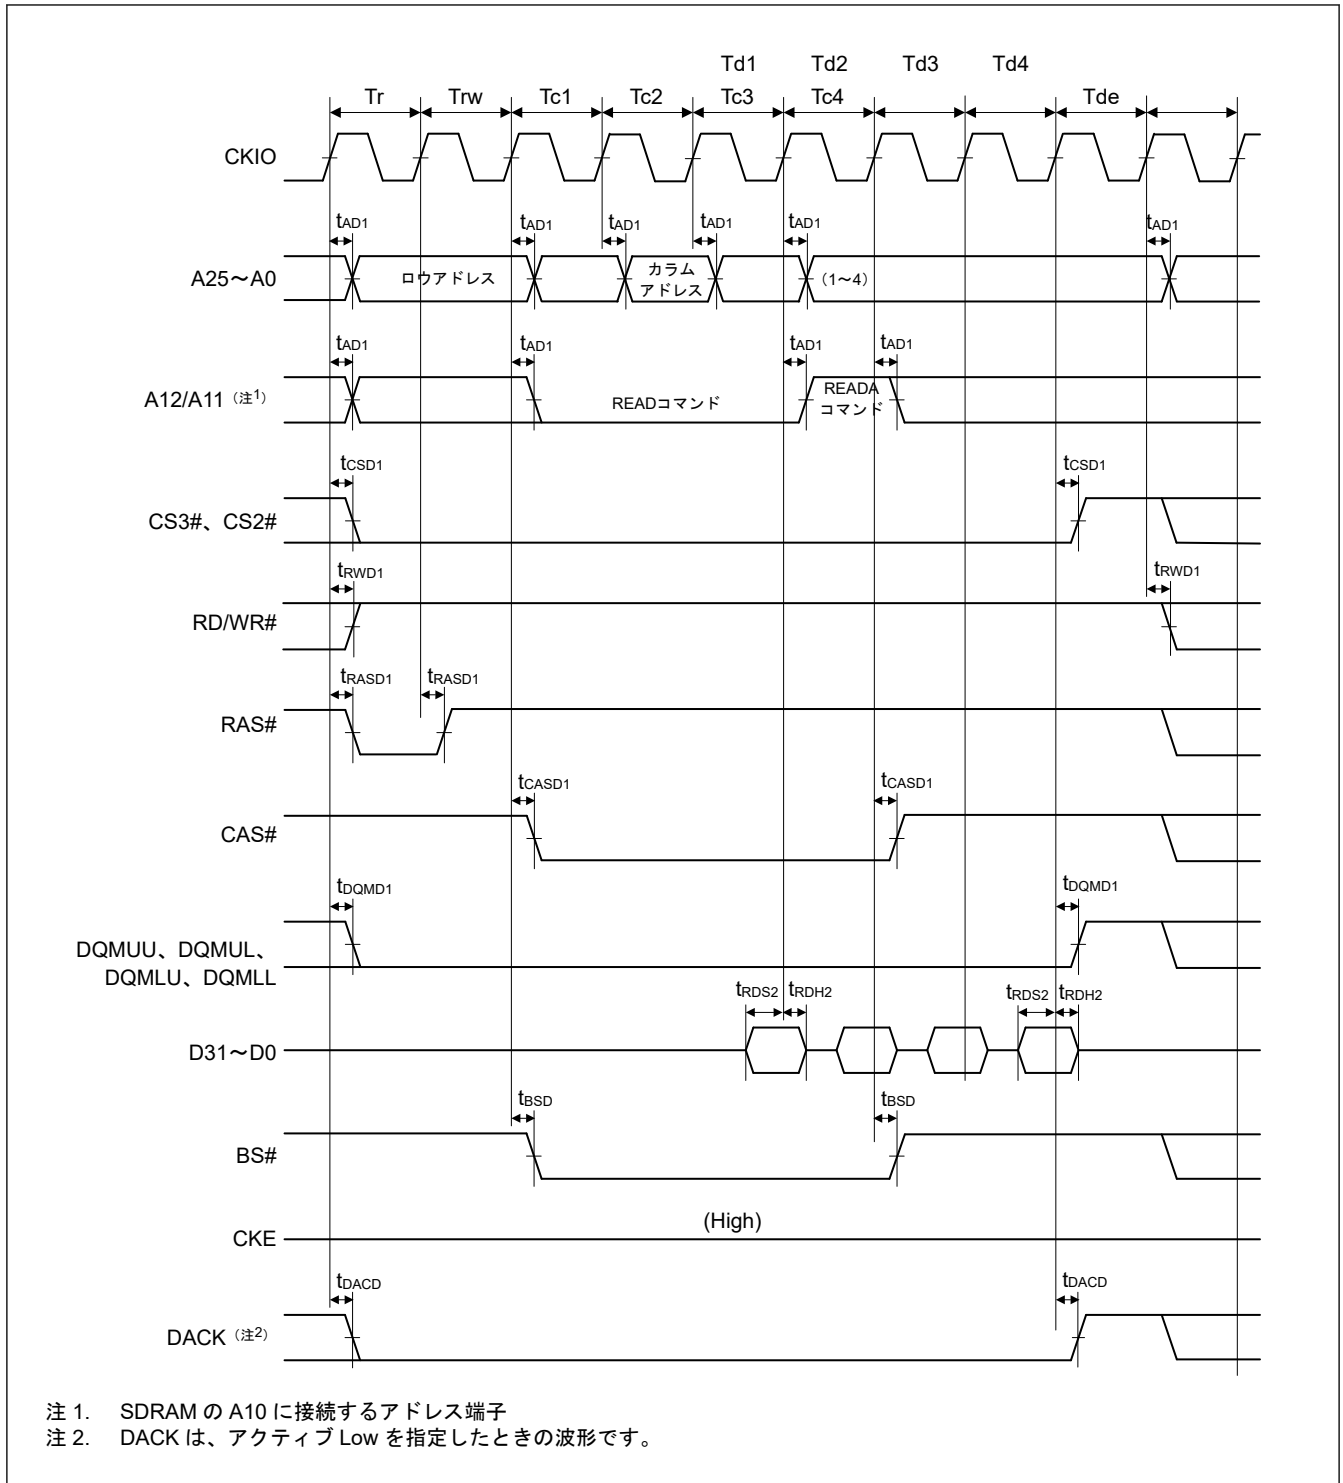 Td1 Td2 Td3 Td4
Tr Trw Tc1 Tc2 Tc3 Tc4 Tde
CKIO
tAD1 tAD1 tAD1 tAD1 tAD1 tAD1
A25～A0 ロウアドレス カラム
アドレス (1～4)
tAD1 tAD1 tAD1 tAD1
A12/A11 (注1) READコマンド READA
コマンド
tCSD1 tCSD1
CS3#、CS2#
tRWD1 tRWD1
RD/WR#
tRASD1 tRASD1
RAS#
tCASD1 tCASD1
CAS#
tDQMD1 tDQMD1
DQMUU、DQMUL、
DQMLU、DQMLL
tRDS2 tRDH2 tRDS2 tRDH2
D31～D0
tBSD tBSD
BS#
(High)
CKE
tDACD tDACD
DACK (注2)
注 1. SDRAM の A10 に接続するアドレス端子
注 2. DACK は、アクティブ Low を指定したときの波形です。